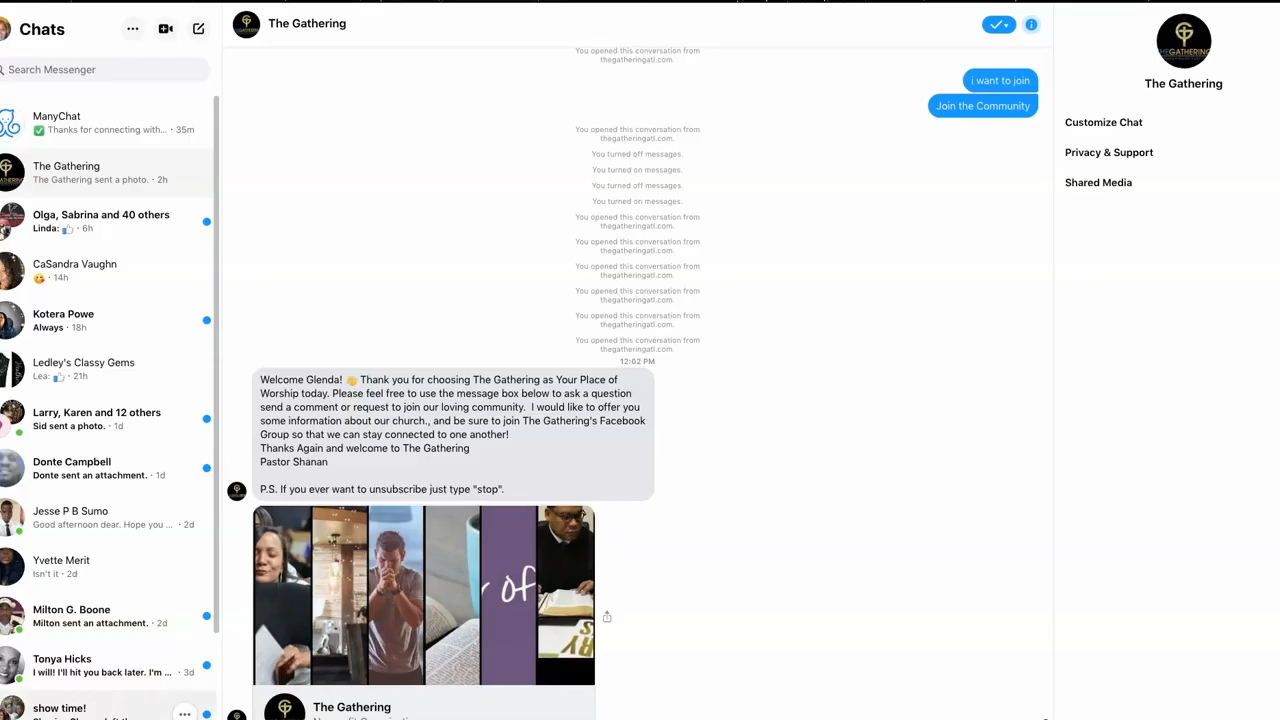 Chats
Search Messenger
ManyChat
✅ Thanks for connecting with... · 35m
The Gathering
The Gathering sent a photo. · 2h
Olga, Sabrina and 40 others
Linda: 👍 · 6h
CaSandra Vaughn
😋 · 14h
Kotera Powe
Always · 18h
Ledley's Classy Gems
Lea: 👍 · 21h
Larry, Karen and 12 others
Sid sent a photo. · 1d
Donte Campbell
Donte sent an attachment. · 1d
Jesse P B Sumo
Good afternoon dear. Hope you ... · 2d
Yvette Merit
Isn't it · 2d
Milton G. Boone
Milton sent an attachment. · 2d
Tonya Hicks
I will! I'll hit you back later. I'm ... · 3d
show time!
The Gathering
You opened this conversation from
thegatheringatl.com.
i want to join
Join the Community
You opened this conversation from
thegatheringatl.com.
You turned off messages.
You turned on messages.
You turned off messages.
You turned on messages.
You opened this conversation from
thegatheringatl.com.
You opened this conversation from
thegatheringatl.com.
You opened this conversation from
thegatheringatl.com.
You opened this conversation from
thegatheringatl.com.
You opened this conversation from
thegatheringatl.com.
You opened this conversation from
thegatheringatl.com.
12:02 PM
Welcome Glenda! 👋 Thank you for choosing The Gathering as Your Place of
Worship today. Please feel free to use the message box below to ask a question
send a comment or request to join our loving community.  I would like to offer you
some information about our church., and be sure to join The Gathering's Facebook
Group so that we can stay connected to one another!
Thanks Again and welcome to The Gathering
Pastor Shanan
P.S. If you ever want to unsubscribe just type "stop".
of
The Gathering
THEGATHERING
The Gathering
Customize Chat
Privacy & Support
Shared Media